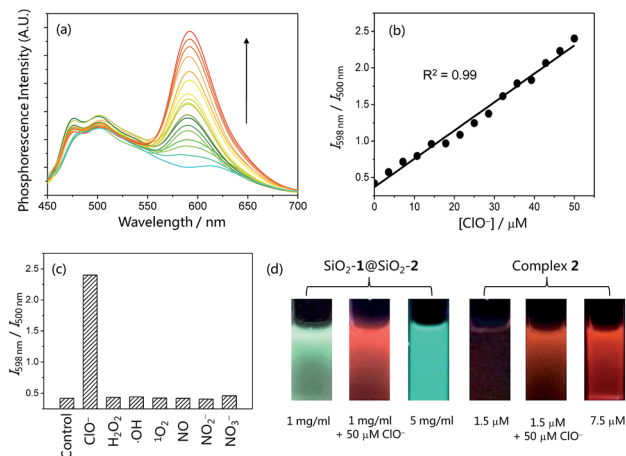 (a)
Phosphorescence Intensity (A.U.)
450 500 550 600 650 700
Wavelength / nm
(b)
I598 nm / I500 nm
2.5
2.0
1.5
1.0
0.5
R² = 0.99
0 10 20 30 40 50
[ClO⁻] / μM
(c)
I598 nm / I500 nm
2.5
2.0
1.5
1.0
0.5
Control
ClO⁻
H₂O₂
·OH
¹O₂
NO
NO₂⁻
NO₃⁻
(d)
SiO₂-1@SiO₂-2
Complex 2
1 mg/ml
1 mg/ml
+ 50 μM ClO⁻
5 mg/ml
1.5 μM
1.5 μM
+ 50 μM ClO⁻
7.5 μM